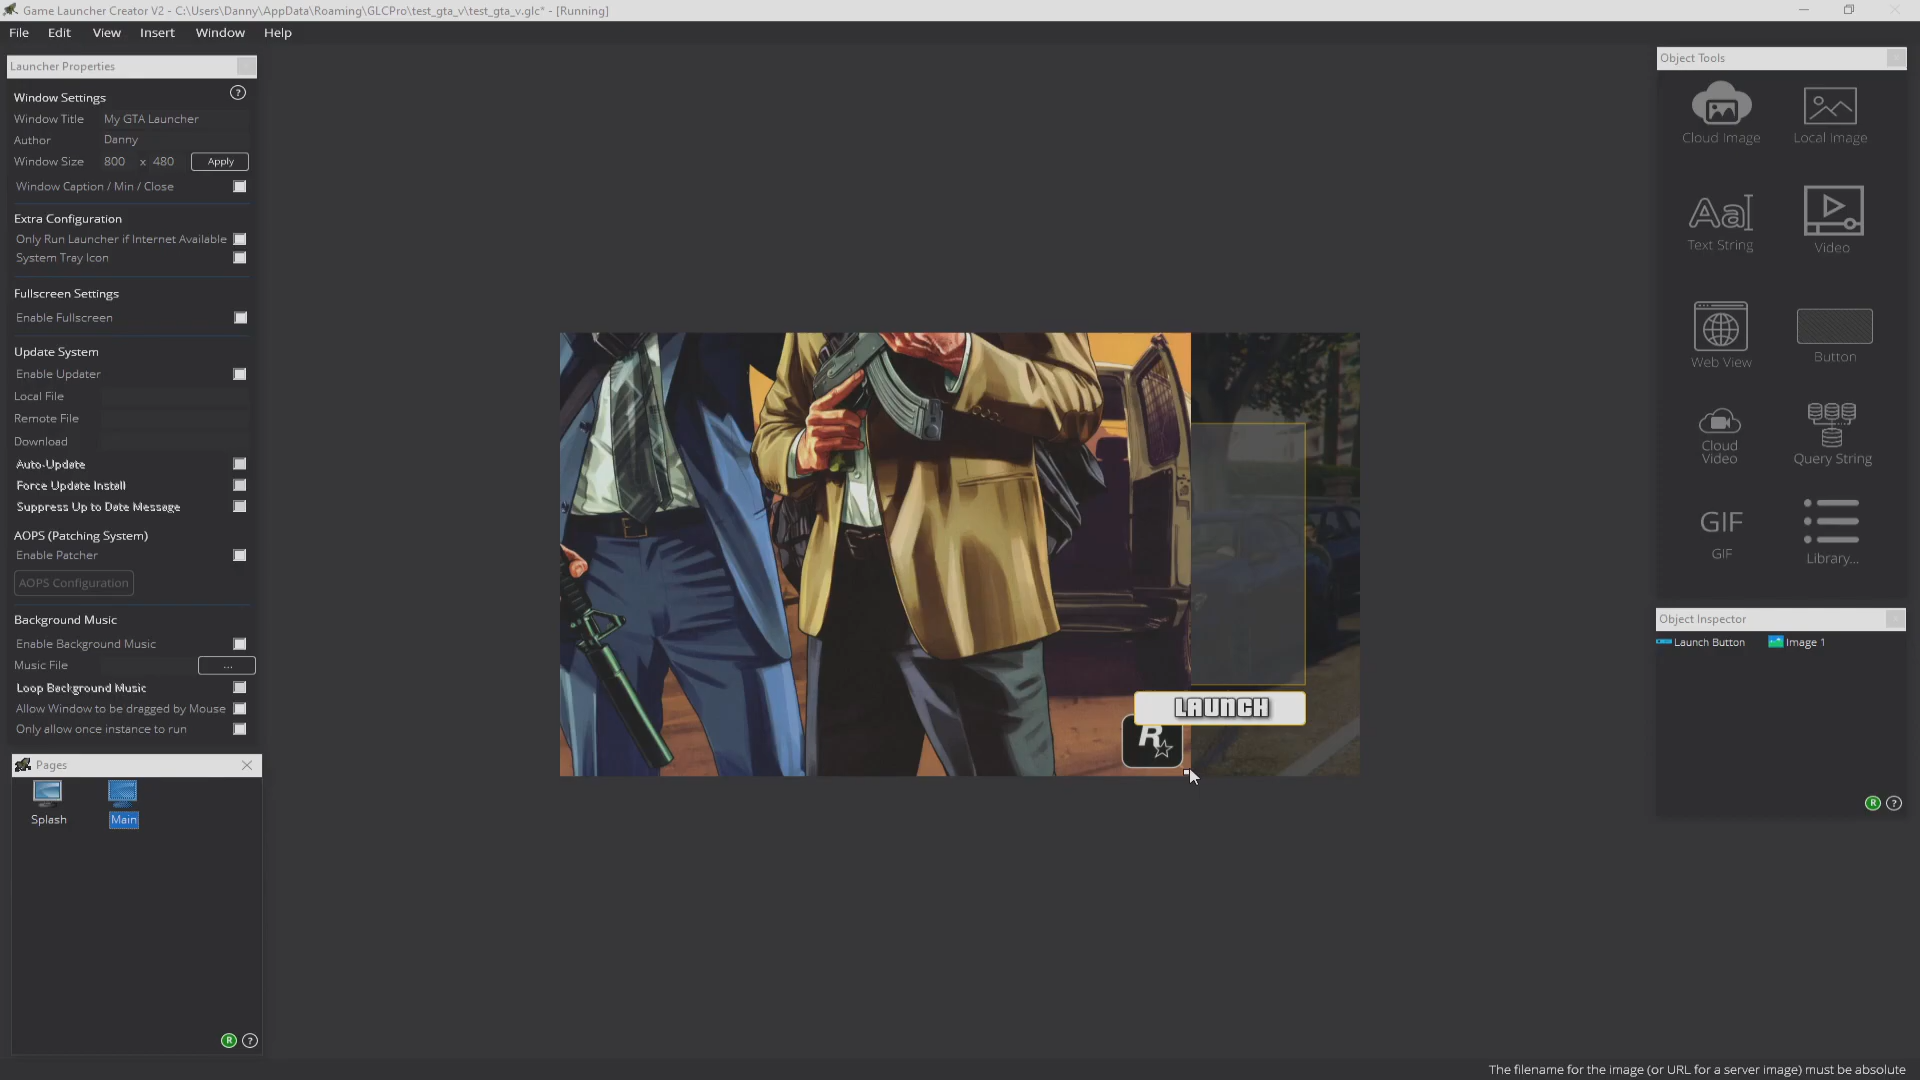 Game Launcher Creator V2 - C:\Users\Danny\AppData\Roaming\GLCPro\test_gta_v\test_gta_v.glc* - [Running]
File Edit View Insert Window Help
Launcher Properties
Window Settings ?
Window Title My GTA Launcher
Author Danny
Window Size 800 x 480 Apply
Window Caption / Min / Close
Extra Configuration
Only Run Launcher if Internet Available
System Tray Icon
Fullscreen Settings
Enable Fullscreen
Update System
Enable Updater
Local File
Remote File
Download
Auto-Update
Force Update Install
Suppress Up to Date Message
AOPS (Patching System)
Enable Patcher
AOPS Configuration
Background Music
Enable Background Music
Music File ...
Loop Background Music
Allow Window to be dragged by Mouse
Only allow once instance to run
Pages
Splash Main
R ?
LAUNCH
R
Object Tools
Cloud Image Local Image
Aa
Text String Video
Web View Button
Cloud Video Query String
GIF
GIF Library...
Object Inspector
Launch Button Image 1
R ?
The filename for the image (or URL for a server image) must be absolute